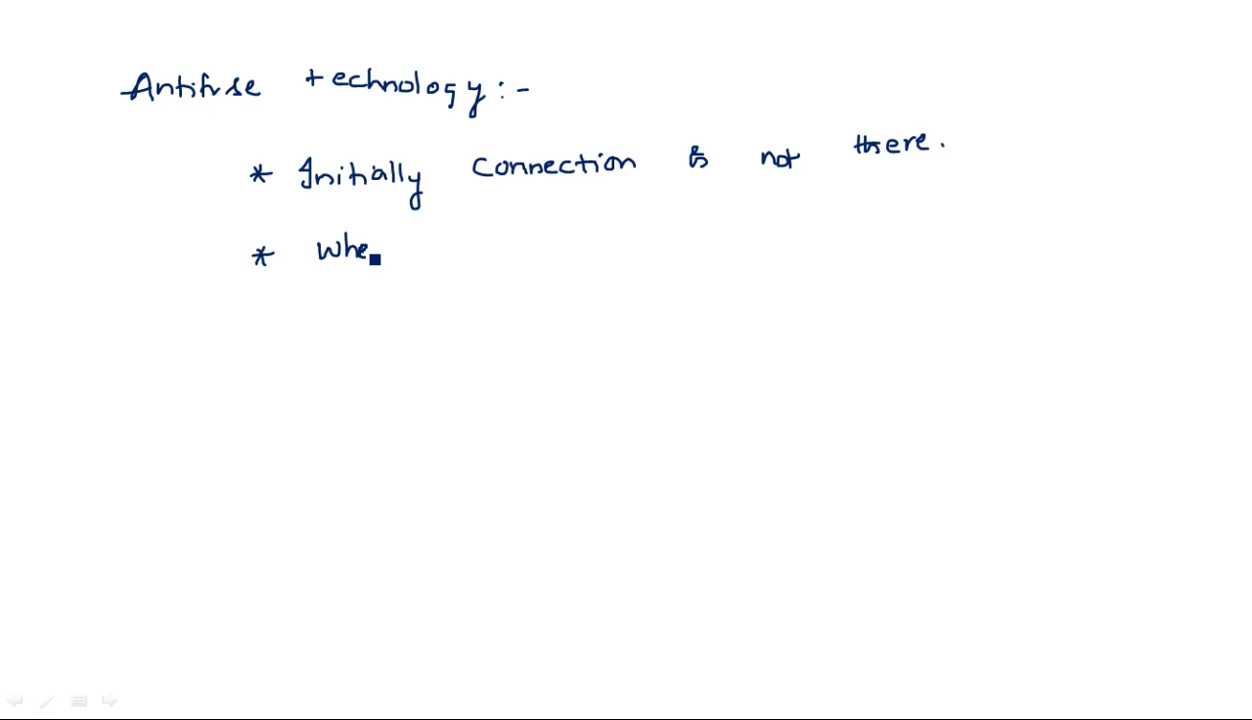 Antifuse technology :-
* Initially connection is not there.
* Whe